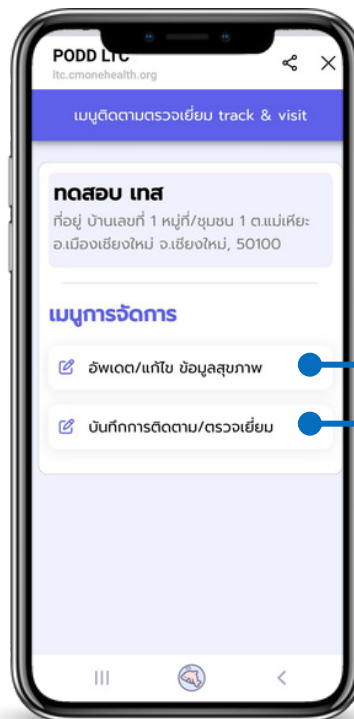 PODD LTC
ltc.cmonehealth.org
เมนูติดตามตรวจเยี่ยม track & visit
ทดสอบ เทส
ที่อยู่ บ้านเลขที่ 1 หมู่ที่/ชุมชน 1 ต.แม่เหียะ
อ.เมืองเชียงใหม่ จ.เชียงใหม่, 50100
เมนูการจัดการ
อัพเดต/แก้ไข ข้อมูลสุขภาพ
บันทึกการติดตาม/ตรวจเยี่ยม